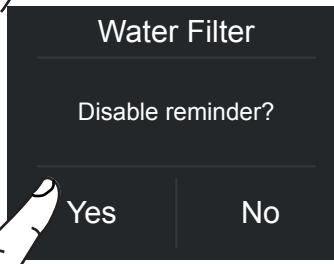 Water Filter
Disable reminder?
Yes No